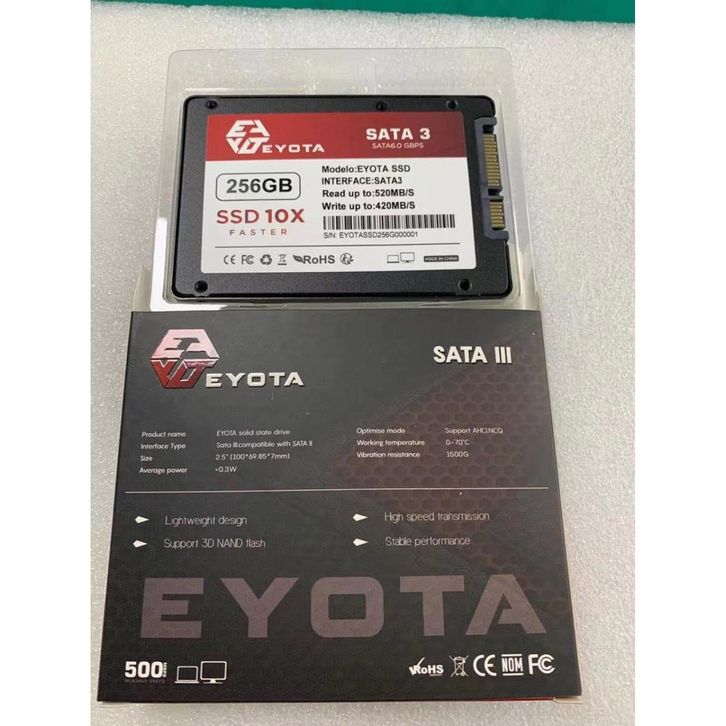 EYOTA
SATA 3
SATA6.0 GBPS
256GB
SSD 10X
FASTER
Modelo:EYOTA SSD
INTERFACE:SATA3
Read up to:520MB/S
Write up to:420MB/S
S/N: EYOTASSD256G000001
CE FC RoHS
MADE IN CHINA
EYOTA
SATA III
Product name EYOTA solid state drive
Interface Type Sata III.compatible with SATA II
Size 2.5" (100*69.85*7mm)
Average power <0.3W
Optimise mode Support AHCI.NCQ
Working temperature 0-70°C
Vibration resistance 1500G
Lightweight design
High speed transmission
Support 3D NAND flash
Stable performance
EYOTA
500
RoHS CE NOM FC